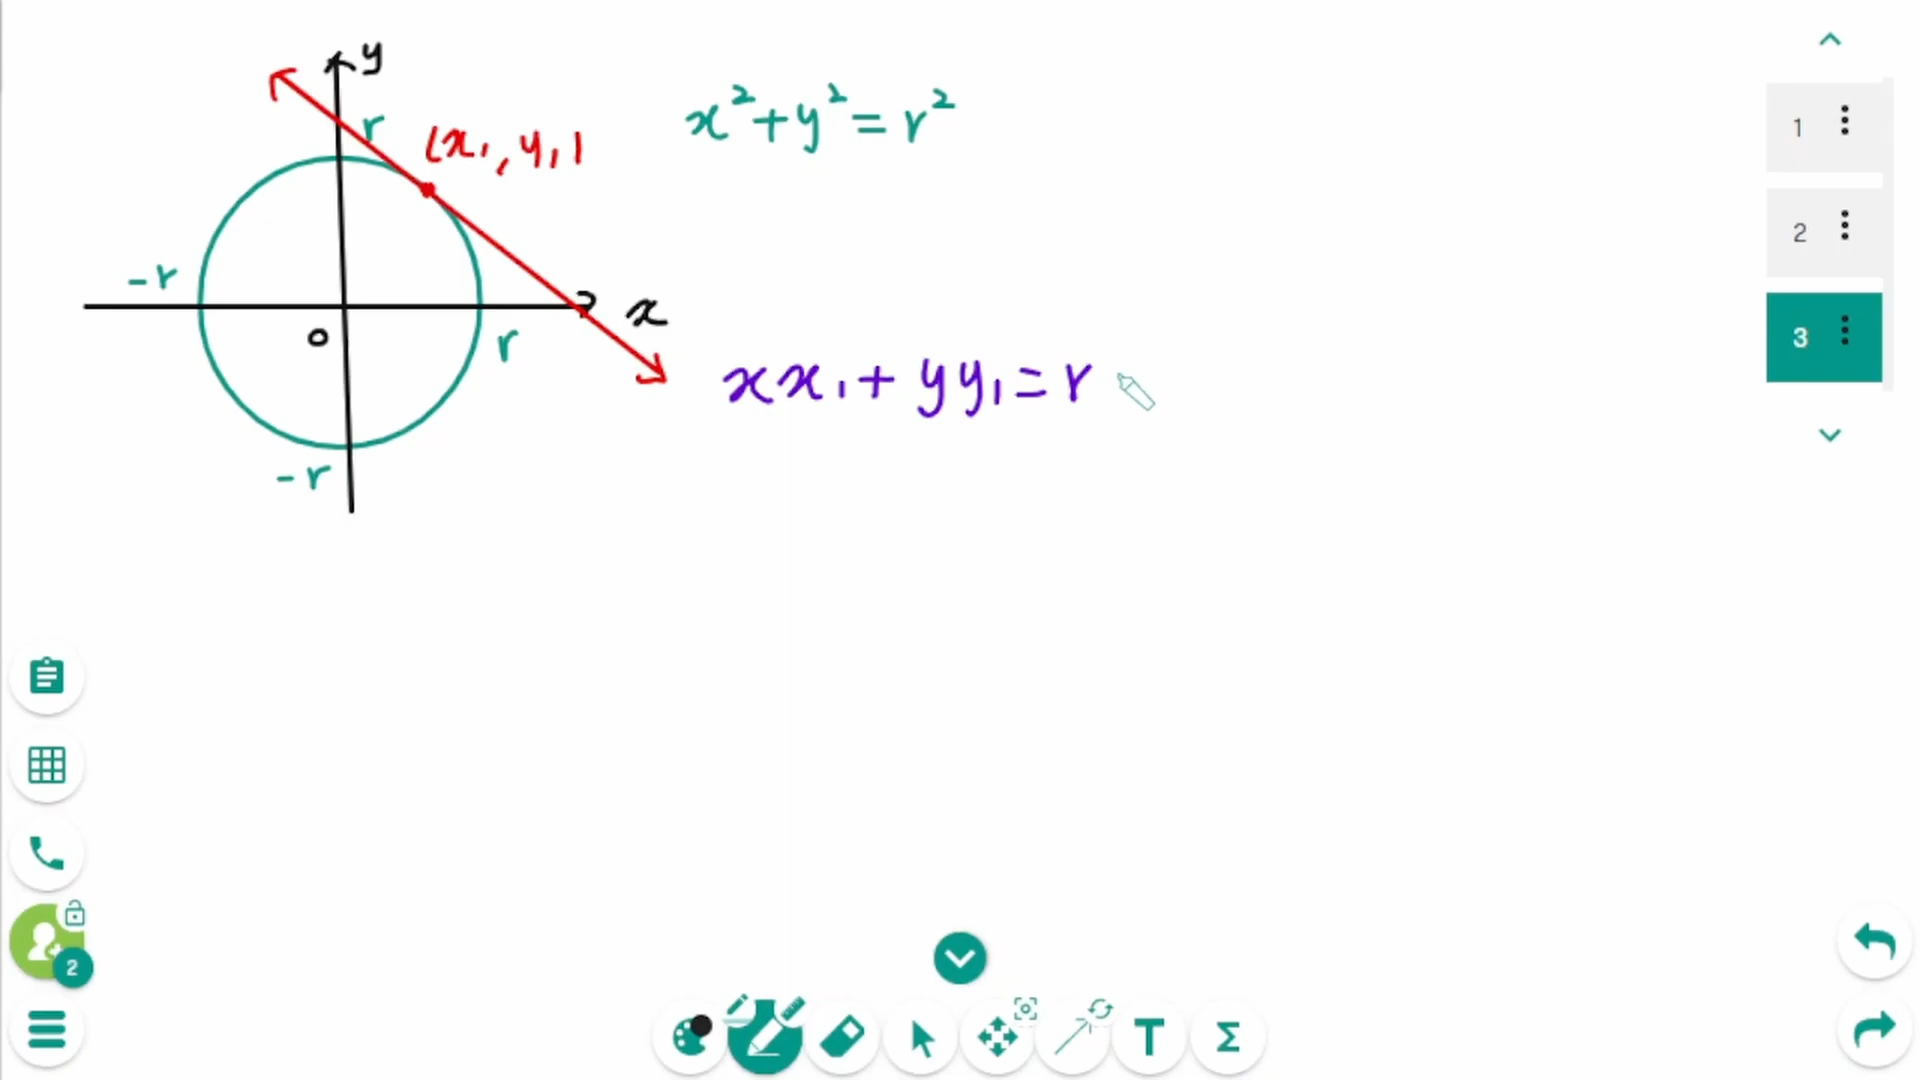 y
r
(x₁, y₁)
x² + y² = r²
-r
x
o
r
xx₁ + yy₁ = r
-r
1
2
3
2
T
Σ